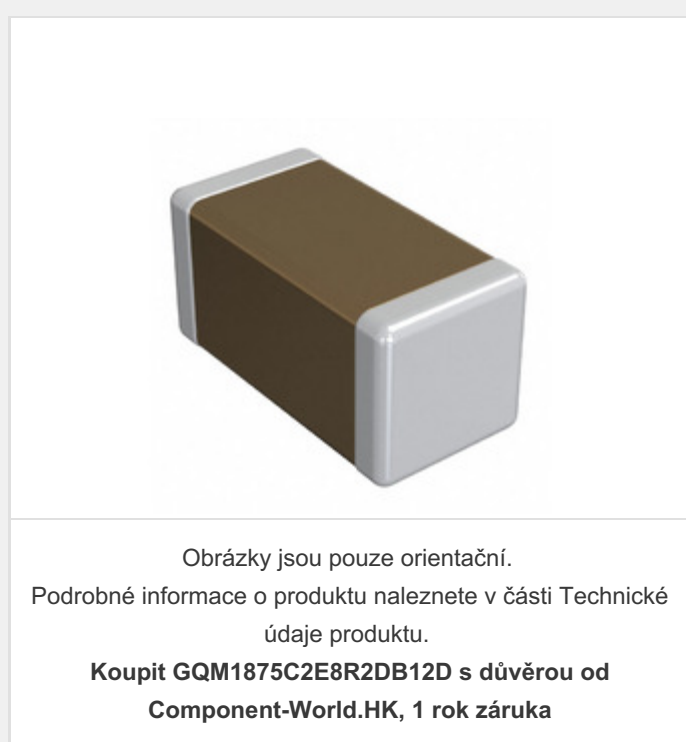 Obrázky jsou pouze orientační.
Podrobné informace o produktu naleznete v části Technické
údaje produktu.
Koupit GQM1875C2E8R2DB12D s důvěrou od
Component-World.HK, 1 rok záruka